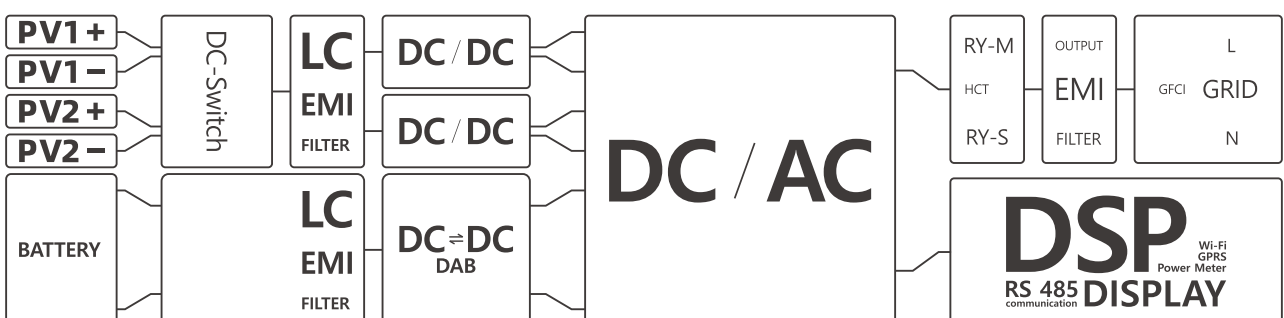 PV1+
PV1−
PV2+
PV2−
BATTERY
DC-Switch
LC
EMI
FILTER
LC
EMI
FILTER
DC / DC
DC / DC
DC⇌DC
DAB
DC / AC
RY-M
HCT
RY-S
OUTPUT
EMI
FILTER
L
GFCI GRID
N
DSP
Wi-Fi
GPRS
Power Meter
RS 485
communication
DISPLAY